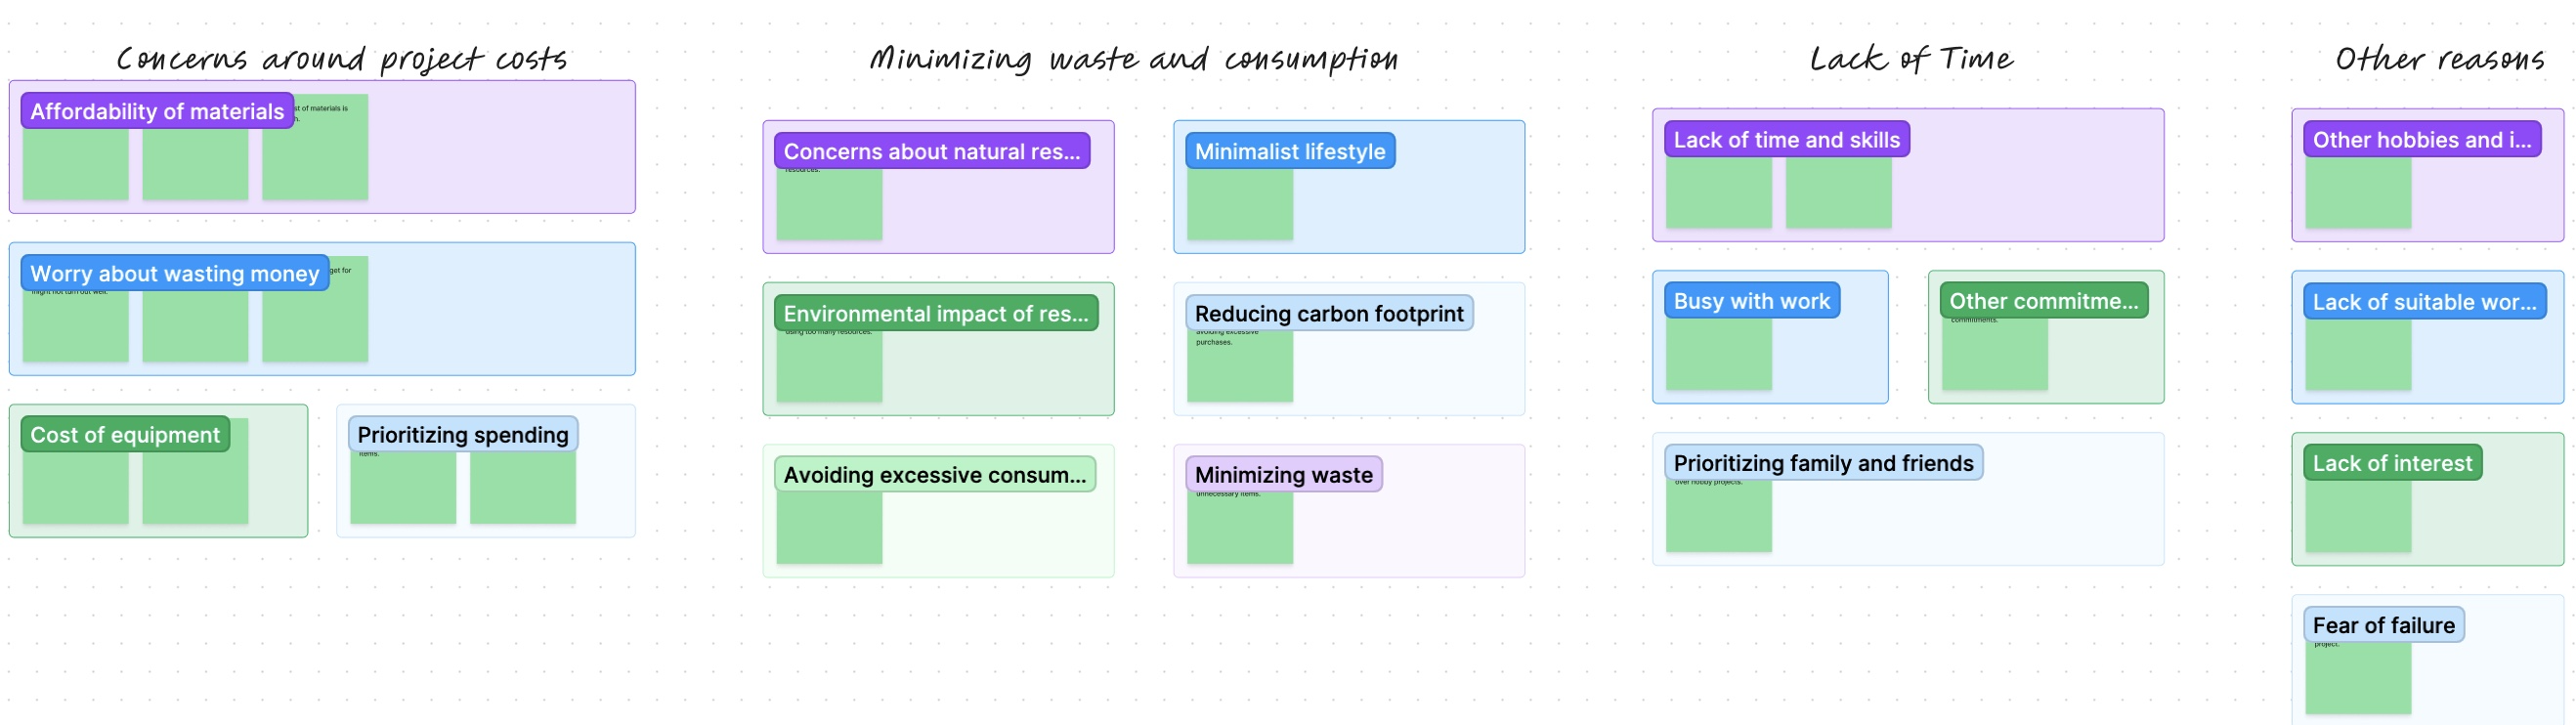 Concerns around project costs
Affordability of materials
st of materials is
h.
Worry about wasting money
get for
might not turn out well.
Cost of equipment
Prioritizing spending
items.
Minimizing waste and consumption
Concerns about natural res...
resources.
Minimalist lifestyle
Environmental impact of res...
using too many resources.
Reducing carbon footprint
avoiding excessive
purchases.
Avoiding excessive consum...
Minimizing waste
unnecessary items.
Lack of Time
Lack of time and skills
Busy with work
Other commitme...
commitments.
Prioritizing family and friends
over hobby projects.
Other reasons
Other hobbies and i...
Lack of suitable wor...
Lack of interest
Fear of failure
project.